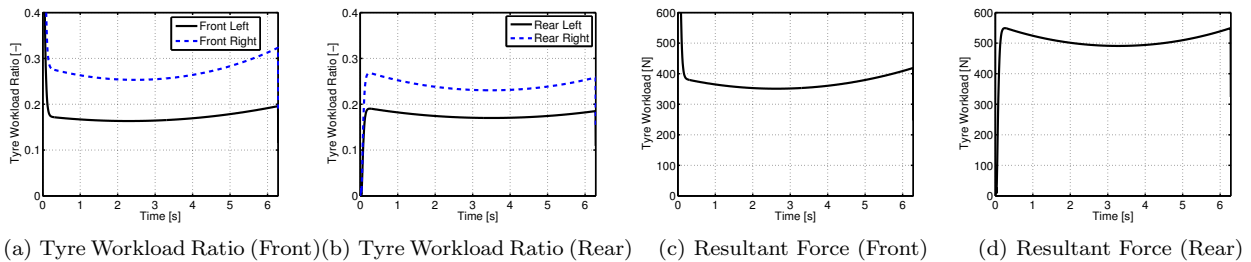 Tyre Workload Ratio [−]
0.4
0.3
0.2
0.1
0
0 1 2 3 4 5 6
Time [s]
Front Left
Front Right
(a) Tyre Workload Ratio (Front)
Tyre Workload Ratio [−]
0.4
0.3
0.2
0.1
0
0 1 2 3 4 5 6
Time [s]
Rear Left
Rear Right
(b) Tyre Workload Ratio (Rear)
Tyre Workload [N]
600
500
400
300
200
100
0
0 1 2 3 4 5 6
Time [s]
(c) Resultant Force (Front)
Tyre Workload [N]
600
500
400
300
200
100
0
0 1 2 3 4 5 6
Time [s]
(d) Resultant Force (Rear)